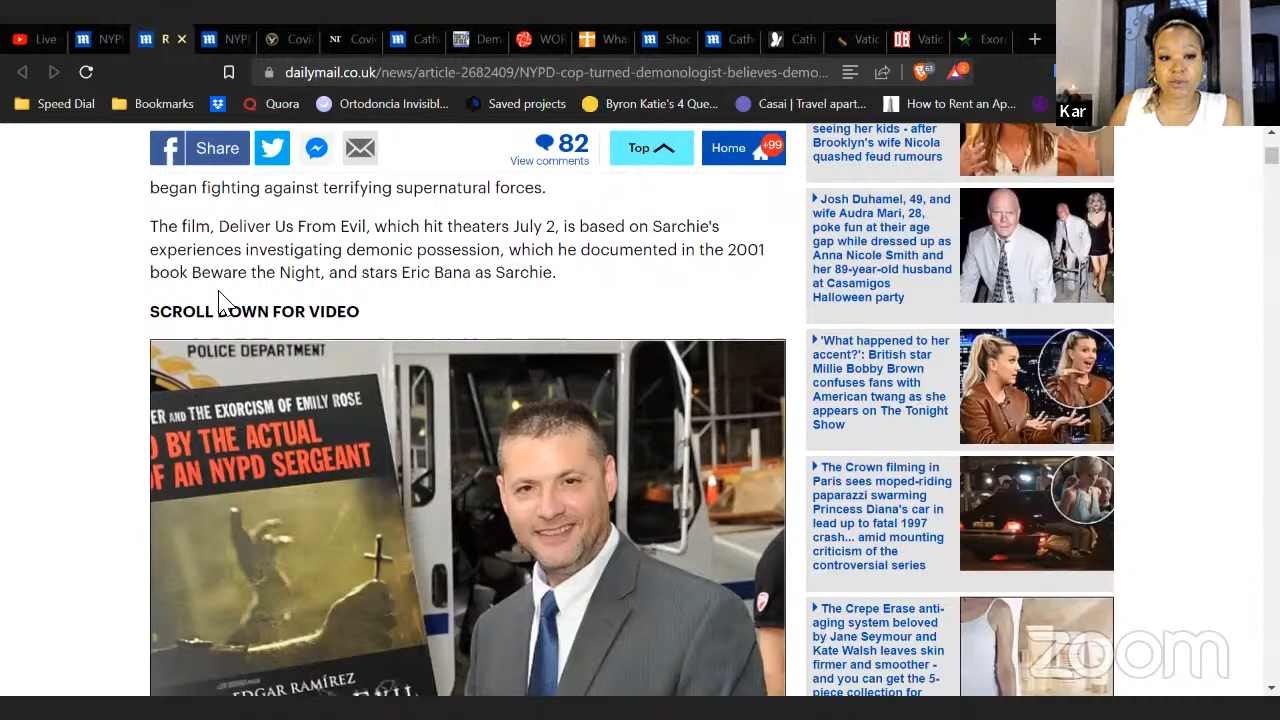 Live
NYPI
R
NYPI
Covi
NT
Covi
Cath
Dem
WOF
Wha
Shoc
Cath
Cath
Vatic
DB
Vatic
Exor
dailymail.co.uk/news/article-2682409/NYPD-cop-turned-demonologist-believes-demo...
63
2
Speed Dial
Bookmarks
Quora
Ortodoncia Invisibl...
Saved projects
Byron Katie's 4 Que...
Casai | Travel apart...
How to Rent an Ap...
Kar
Share
82
View comments
Top
Home
+99
began fighting against terrifying supernatural forces.
The film, Deliver Us From Evil, which hit theaters July 2, is based on Sarchie's
experiences investigating demonic possession, which he documented in the 2001
book Beware the Night, and stars Eric Bana as Sarchie.
SCROLL DOWN FOR VIDEO
POLICE DEPARTMENT
ER AND THE EXORCISM OF EMILY ROSE
D BY THE ACTUAL
OF AN NYPD SERGEANT
EDGAR RAMÍREZ
EVIL
seeing her kids - after
Brooklyn's wife Nicola
quashed feud rumours
Josh Duhamel, 49, and
wife Audra Mari, 28,
poke fun at their age
gap while dressed up as
Anna Nicole Smith and
her 89-year-old husband
at Casamigos
Halloween party
'What happened to her
accent?': British star
Millie Bobby Brown
confuses fans with
American twang as she
appears on The Tonight
Show
The Crown filming in
Paris sees moped-riding
paparazzi swarming
Princess Diana's car in
lead up to fatal 1997
crash... amid mounting
criticism of the
controversial series
The Crepe Erase anti-
aging system beloved
by Jane Seymour and
Kate Walsh leaves skin
firmer and smoother -
and you can get the 5-
piece collection for
zoom